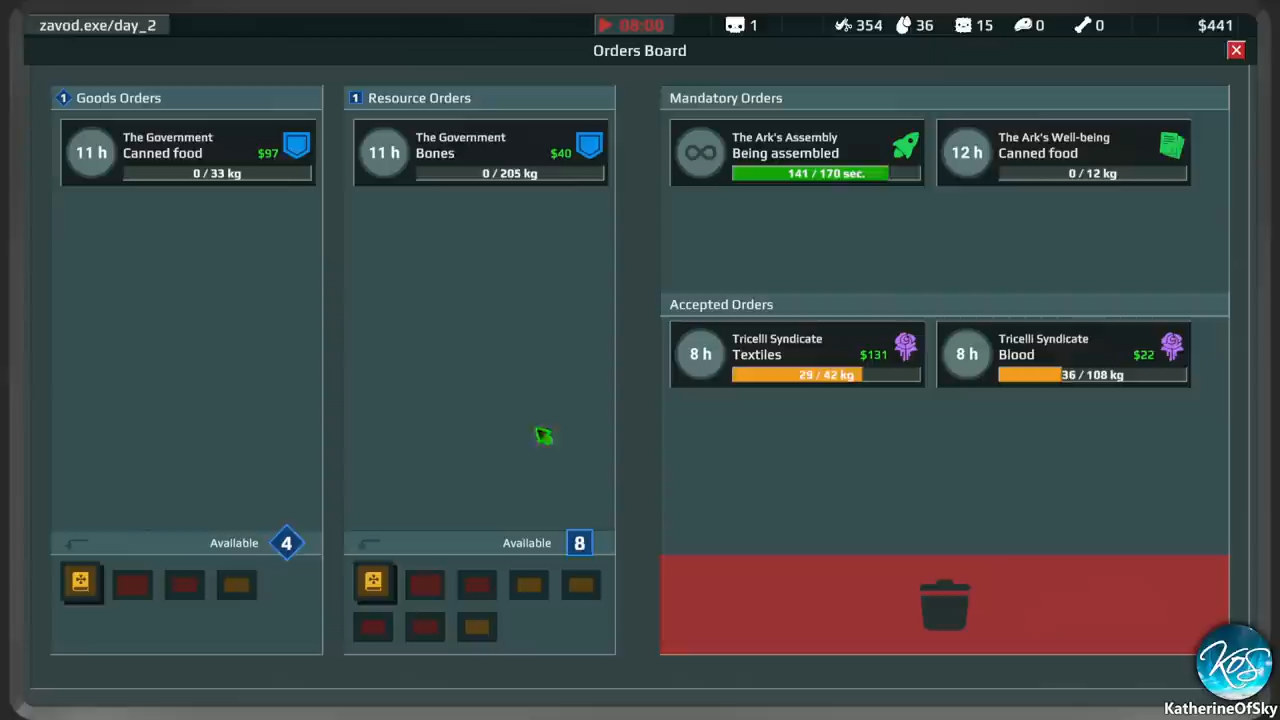 zavod.exe/day_2
08:00
1
354
36
15
0
0
$441
Orders Board
1 Goods Orders
The Government
Canned food
$97
11 h
0 / 33 kg
Available 4
1 Resource Orders
The Government
Bones
$40
11 h
0 / 205 kg
Available 8
Mandatory Orders
The Ark's Assembly
Being assembled
141 / 170 sec.
The Ark's Well-being
Canned food
12 h
0 / 12 kg
Accepted Orders
Tricelli Syndicate
Textiles
$131
8 h
29 / 42 kg
Tricelli Syndicate
Blood
$22
8 h
36 / 108 kg
KOS
KatherineOfSky